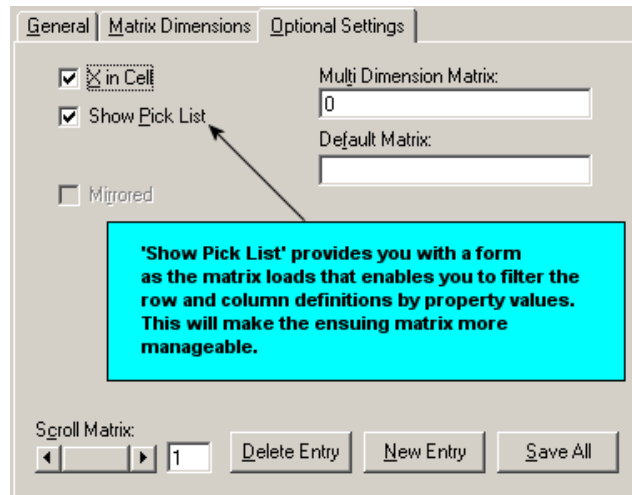 General Matrix Dimensions Optional Settings
X in Cell
Multi Dimension Matrix:
0
Show Pick List
Default Matrix:
Mirrored
'Show Pick List' provides you with a form
as the matrix loads that enables you to filter the
row and column definitions by property values.
This will make the ensuing matrix more
manageable.
Scroll Matrix:
1
Delete Entry
New Entry
Save All